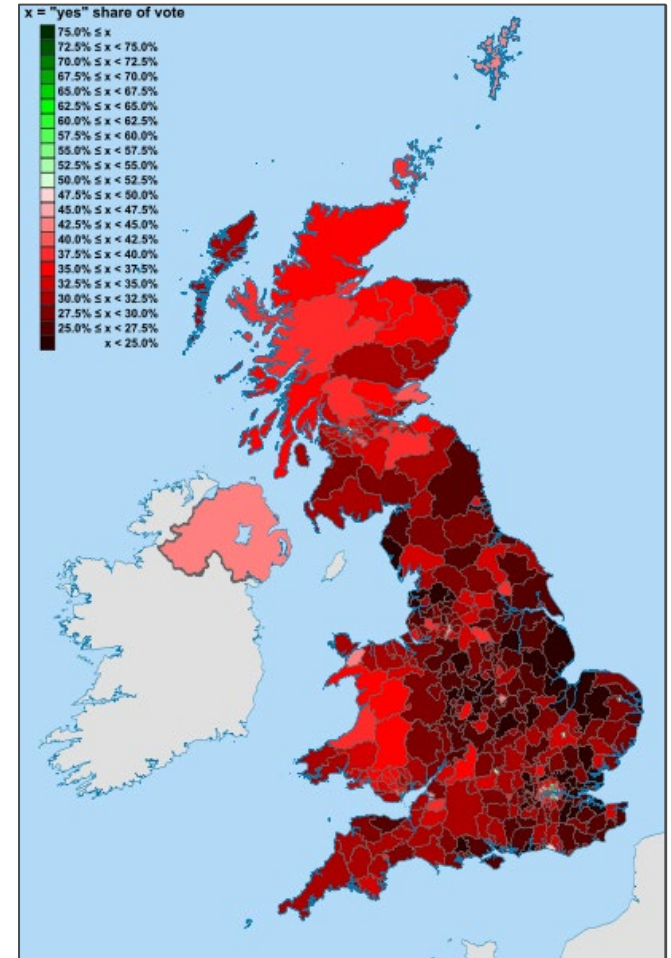 x = "yes" share of vote
75.0% ≤ x
72.5% ≤ x < 75.0%
70.0% ≤ x < 72.5%
67.5% ≤ x < 70.0%
65.0% ≤ x < 67.5%
62.5% ≤ x < 65.0%
60.0% ≤ x < 62.5%
57.5% ≤ x < 60.0%
55.0% ≤ x < 57.5%
52.5% ≤ x < 55.0%
50.0% ≤ x < 52.5%
47.5% ≤ x < 50.0%
45.0% ≤ x < 47.5%
42.5% ≤ x < 45.0%
40.0% ≤ x < 42.5%
37.5% ≤ x < 40.0%
35.0% ≤ x < 37.5%
32.5% ≤ x < 35.0%
30.0% ≤ x < 32.5%
27.5% ≤ x < 30.0%
25.0% ≤ x < 27.5%
x < 25.0%